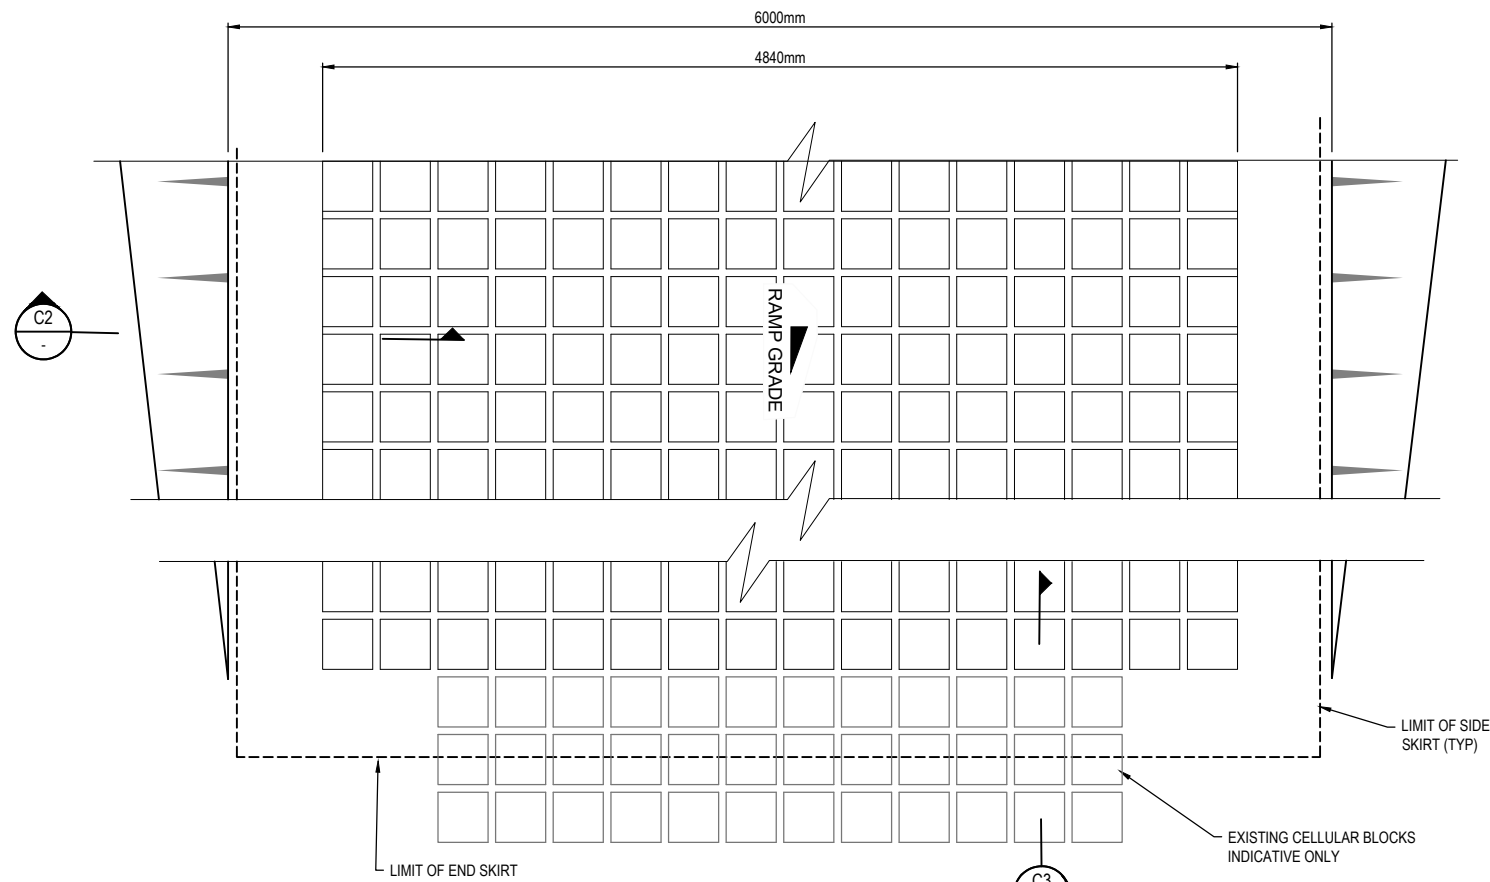 6000mm
4840mm
C2
-
RAMP GRADE
LIMIT OF SIDE
SKIRT (TYP)
EXISTING CELLULAR BLOCKS
INDICATIVE ONLY
LIMIT OF END SKIRT
C3